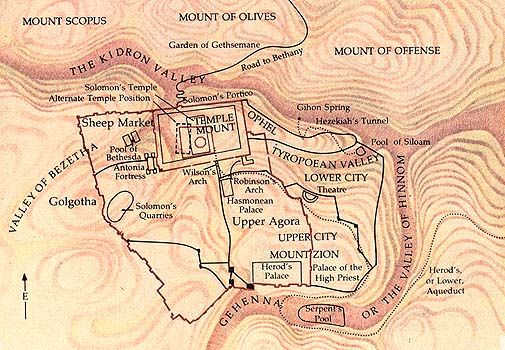 MOUNT SCOPUS
MOUNT OF OLIVES
Garden of Gethsemane
Road to Bethany
MOUNT OF OFFENSE
THE KIDRON VALLEY
Solomon's Temple
Alternate Temple Position
Solomon's Portico
Gihon Spring
Hezekiah's Tunnel
Sheep Market
TEMPLE
MOUNT
OPHEL
Pool of Siloam
VALLEY OF BEZETHA
Pool of
Bethesda
Antonia
Fortress
TYROPOEAN VALLEY
LOWER CITY
Theatre
Wilson's
Arch
Robinson's
Arch
Hasmonean
Palace
Golgotha
Solomon's
Quarries
Upper Agora
UPPER CITY
MOUNT ZION
Herod's
Palace
Palace of the
High Priest
Herod's,
or Lower,
Aqueduct
E
GEHENNA
OR THE VALLEY OF HINNOM
Serpent's
Pool